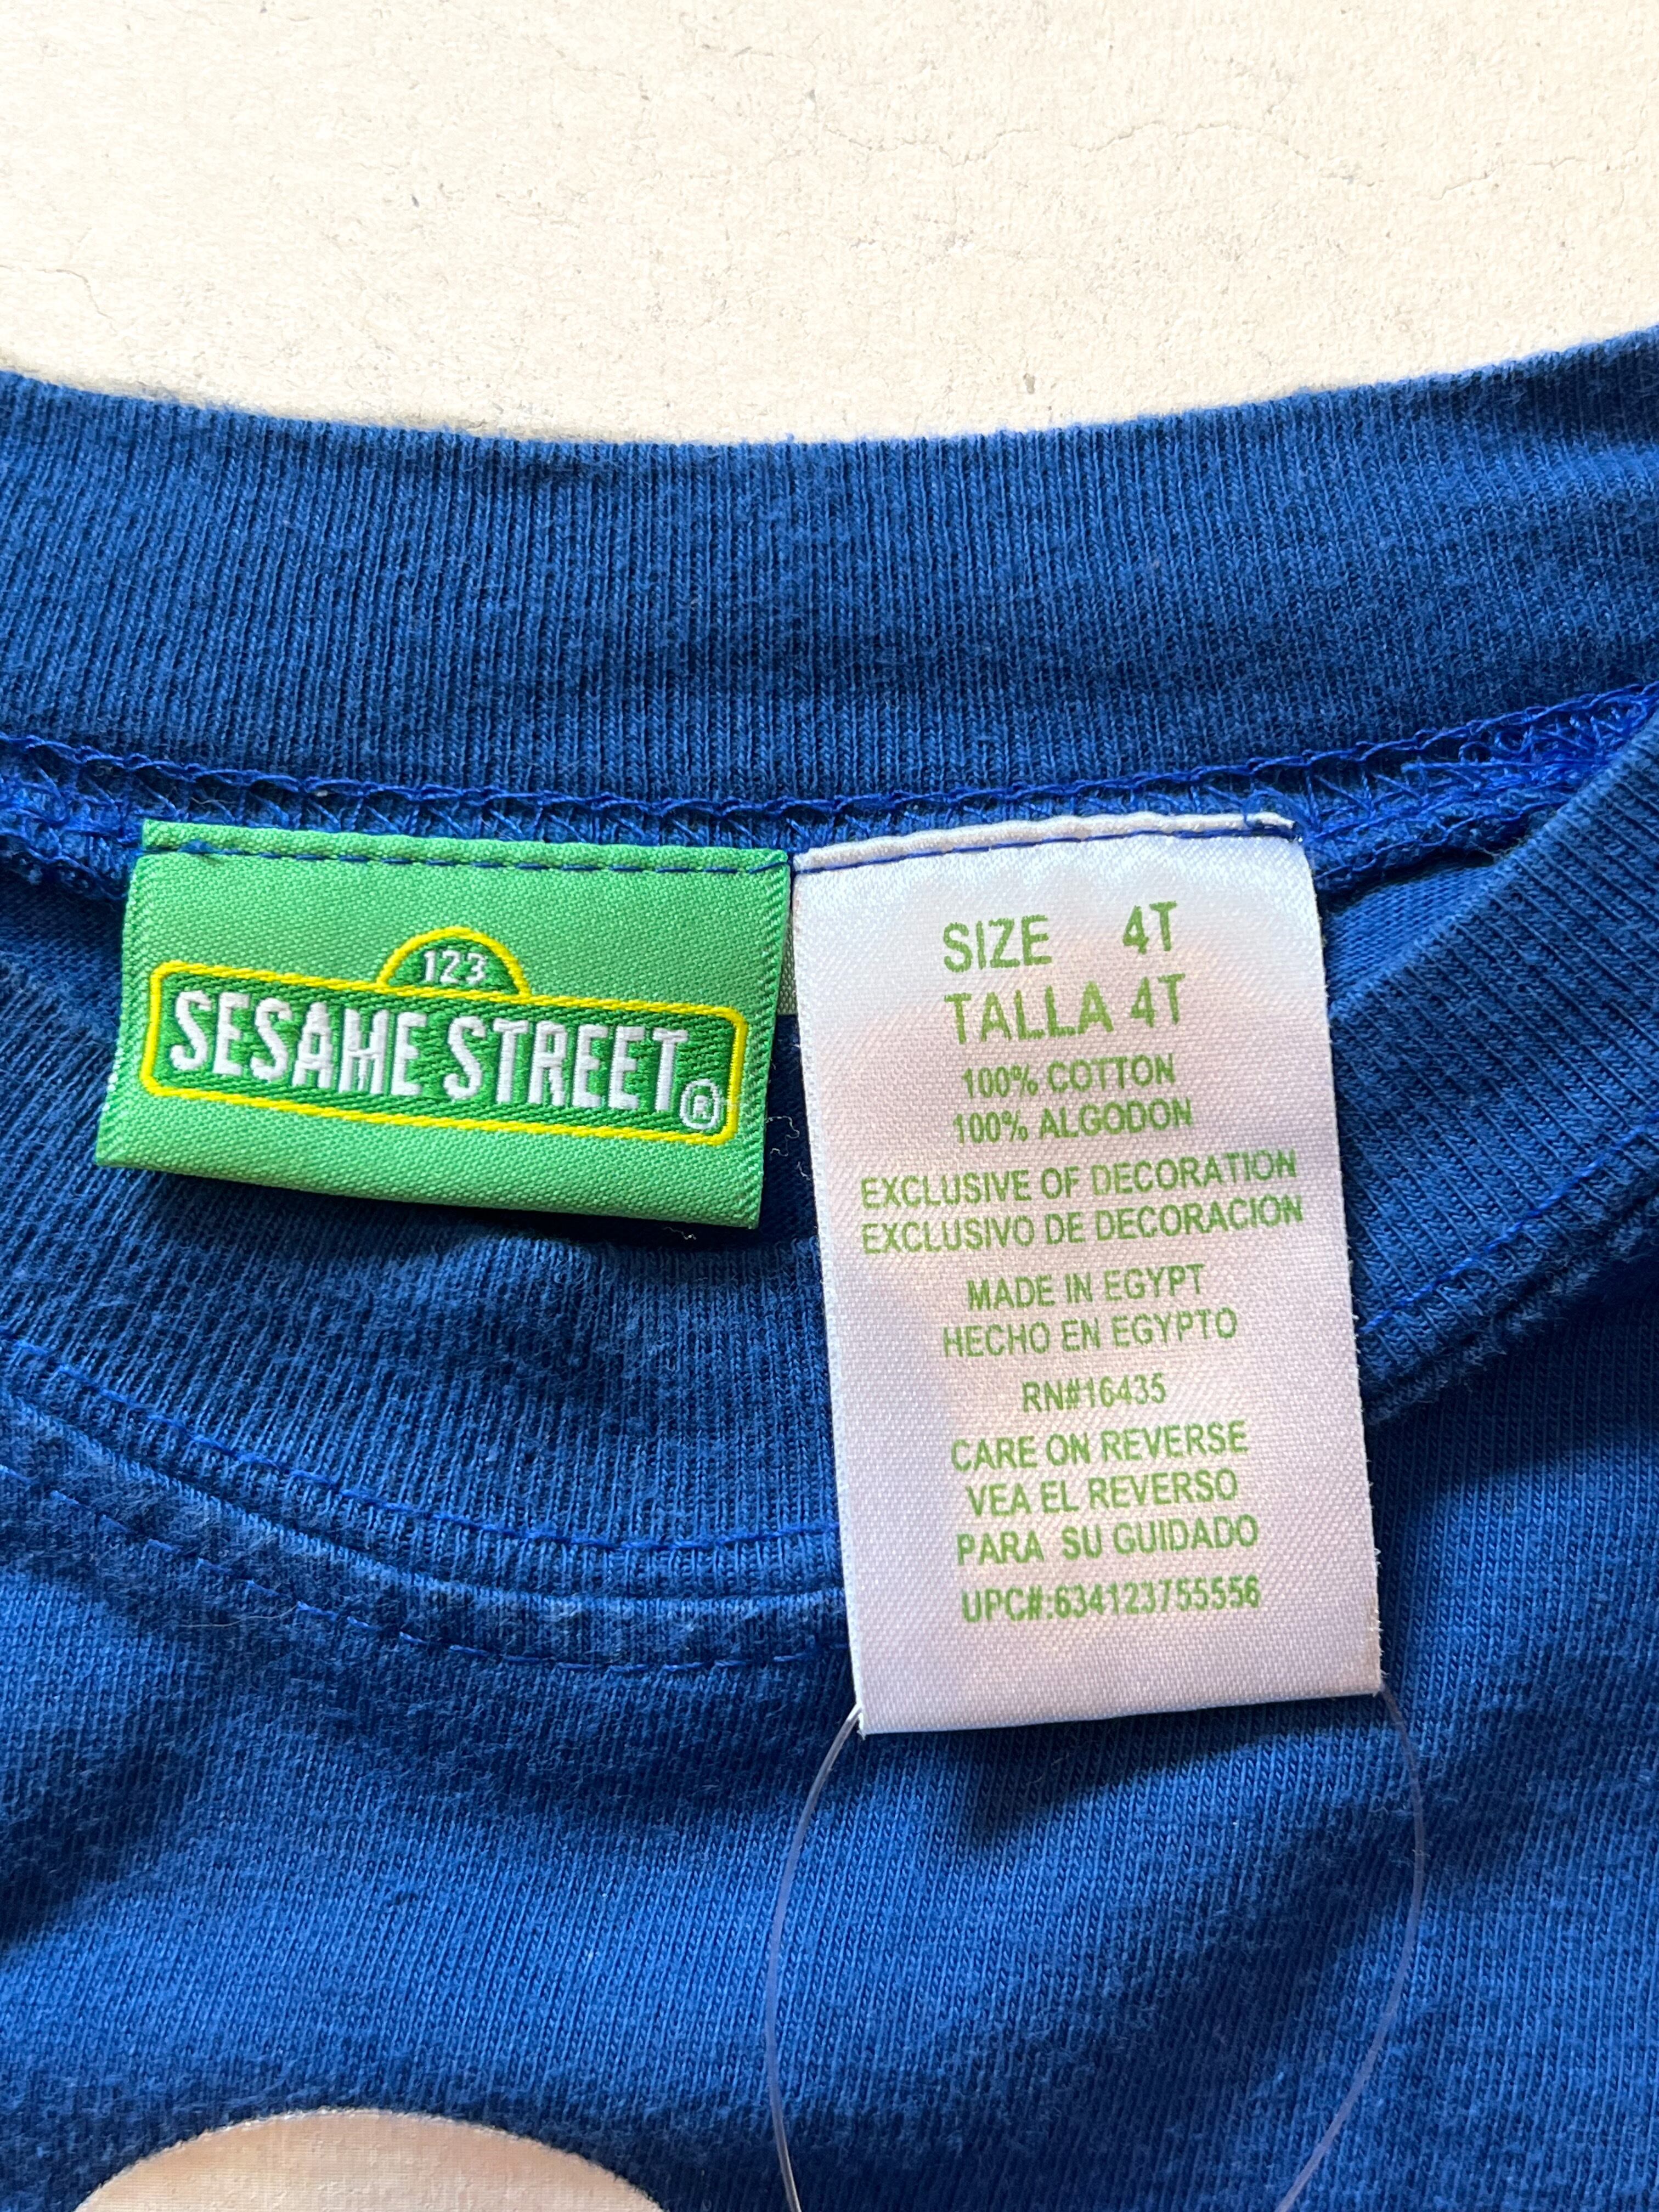 123
SESAME STREET®
SIZE 4T
TALLA 4T
100% COTTON
100% ALGODON
EXCLUSIVE OF DECORATION
EXCLUSIVO DE DECORACION
MADE IN EGYPT
HECHO EN EGYPTO
RN#16435
CARE ON REVERSE
VEA EL REVERSO
PARA SU GUIDADO
UPC#:634123755556